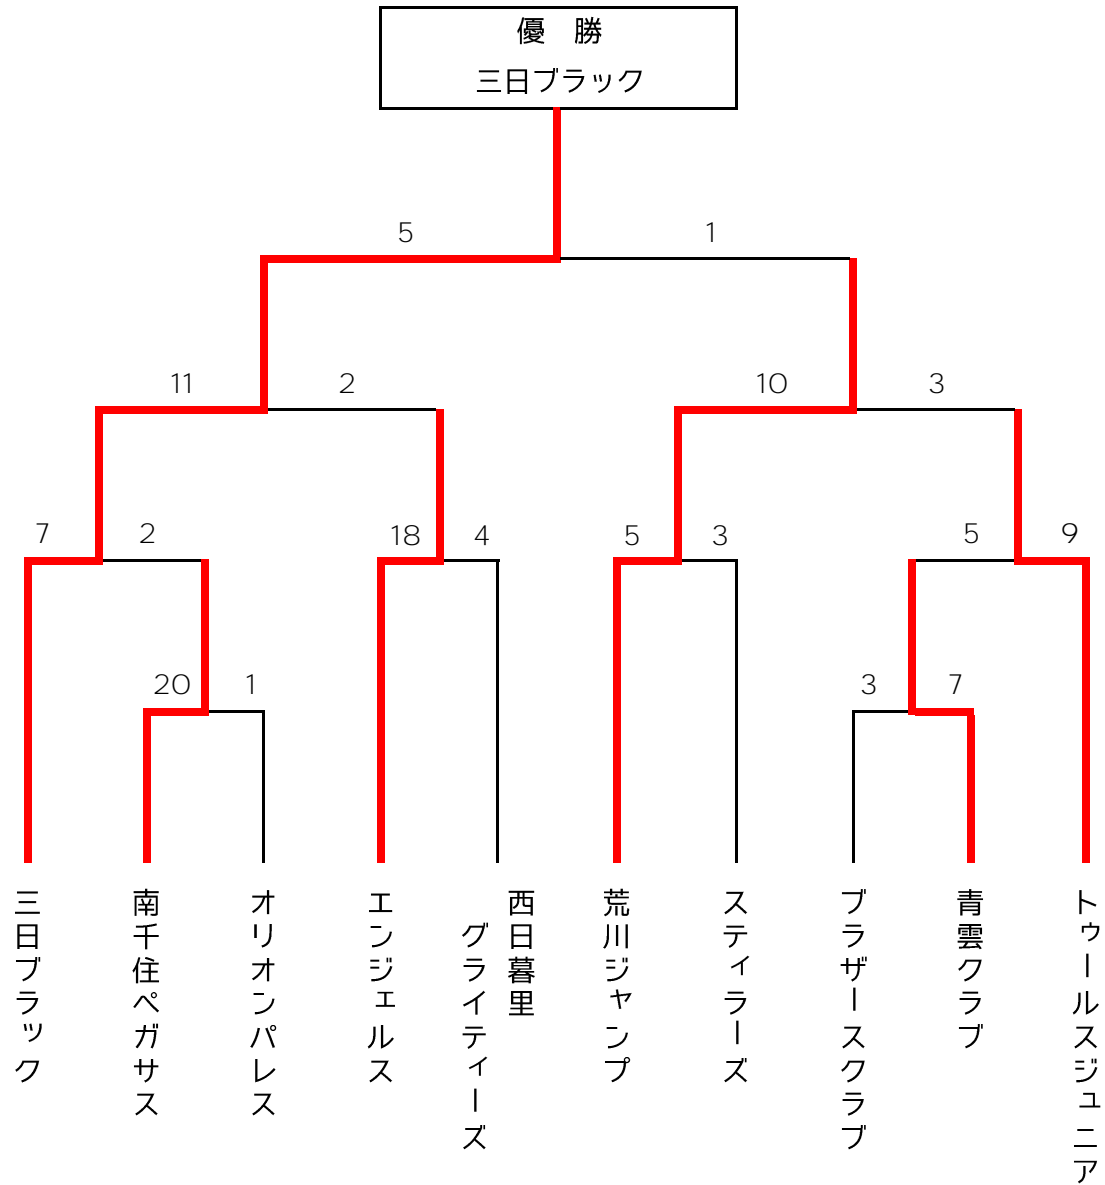 優　勝
三日ブラック
5
1
11
2
10
3
7
2
18
4
5
3
5
9
20
1
3
7
三日ブラック
南千住ペガサス
オリオンパレス
エンジェルス
西日暮里
グライティーズ
荒川ジャンプ
スティラーズ
ブラザースクラブ
青雲クラブ
トゥールスジュニア